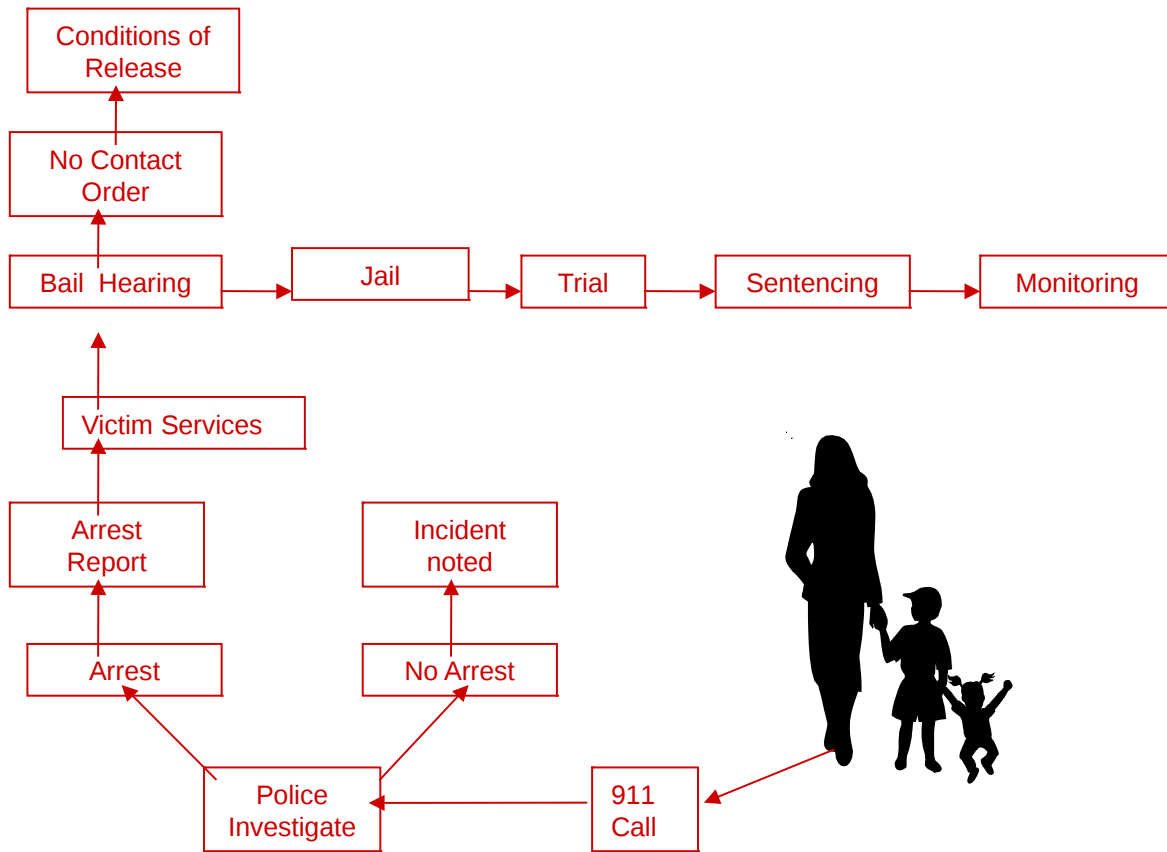 Conditions of
Release
No Contact
Order
Bail  Hearing
Jail
Trial
Sentencing
Monitoring
Victim Services
Arrest
Report
Incident
noted
Arrest
No Arrest
Police
Investigate
911
Call